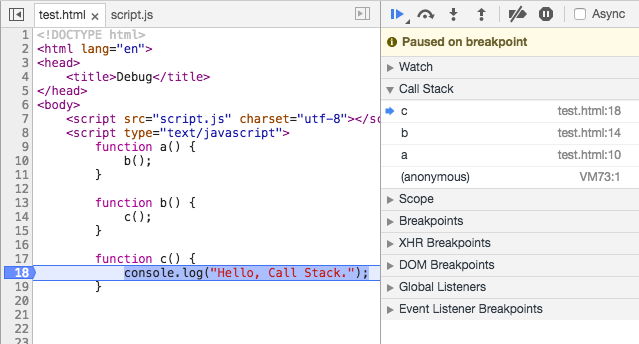 test.html × script.js
1 <!DOCTYPE html>
2 <html lang="en">
3 <head>
4 <title>Debug</title>
5 </head>
6 <body>
7 <script src="script.js" charset="utf-8"></sc
8 <script type="text/javascript">
9 function a() {
10 b();
11 }
12
13 function b() {
14 c();
15 }
16
17 function c() {
18 console.log("Hello, Call Stack.");
19 }
20
21
22
23
Async
Paused on breakpoint
Watch
Call Stack
c test.html:18
b test.html:14
a test.html:10
(anonymous) VM73:1
Scope
Breakpoints
XHR Breakpoints
DOM Breakpoints
Global Listeners
Event Listener Breakpoints